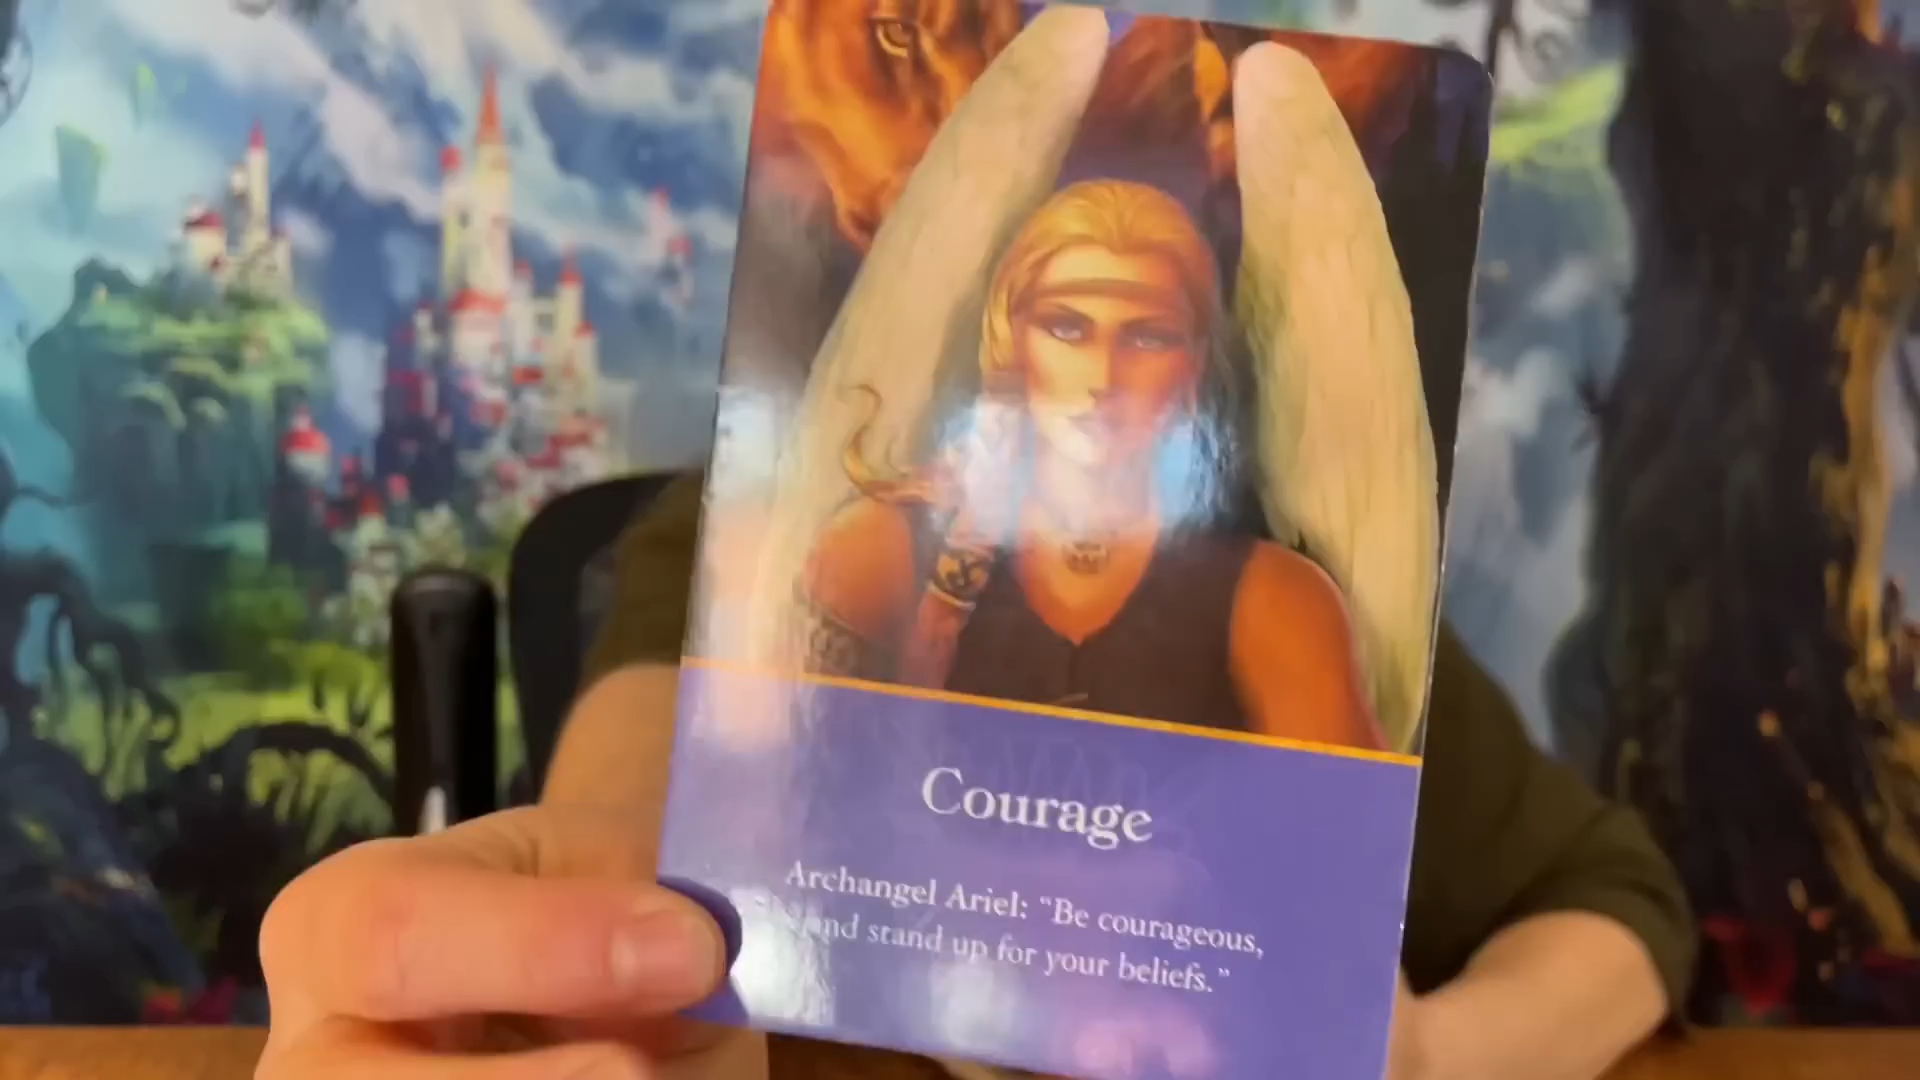 Courage
Archangel Ariel: “Be courageous,
and stand up for your beliefs.”